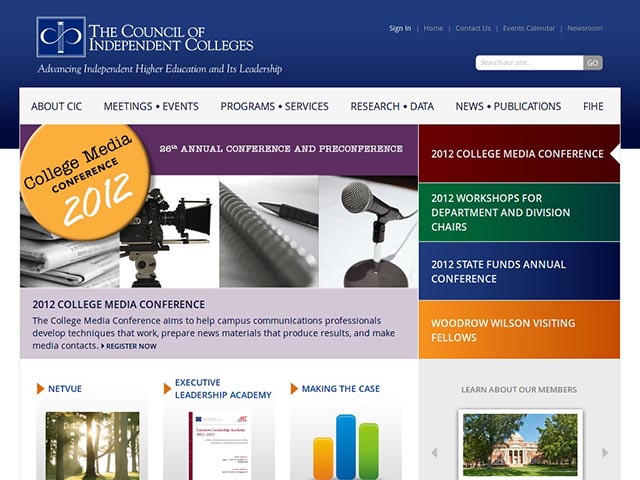 THE COUNCIL OF
INDEPENDENT COLLEGES
Advancing Independent Higher Education and Its Leadership
Sign In | Home | Contact Us | Events Calendar | Newsroom
Search our site...
GO
ABOUT CIC
MEETINGS ♦ EVENTS
PROGRAMS ♦ SERVICES
RESEARCH ♦ DATA
NEWS ♦ PUBLICATIONS
FIHE
College Media
CONFERENCE
2012
26th ANNUAL CONFERENCE AND PRECONFERENCE
2012 COLLEGE MEDIA CONFERENCE
The College Media Conference aims to help campus communications professionals
develop techniques that work, prepare news materials that produce results, and make
media contacts. REGISTER NOW
2012 COLLEGE MEDIA CONFERENCE
2012 WORKSHOPS FOR
DEPARTMENT AND DIVISION
CHAIRS
2012 STATE FUNDS ANNUAL
CONFERENCE
WOODROW WILSON VISITING
FELLOWS
NETVUE
EXECUTIVE
LEADERSHIP ACADEMY
Executive Leadership Academy
MAKING THE CASE
LEARN ABOUT OUR MEMBERS